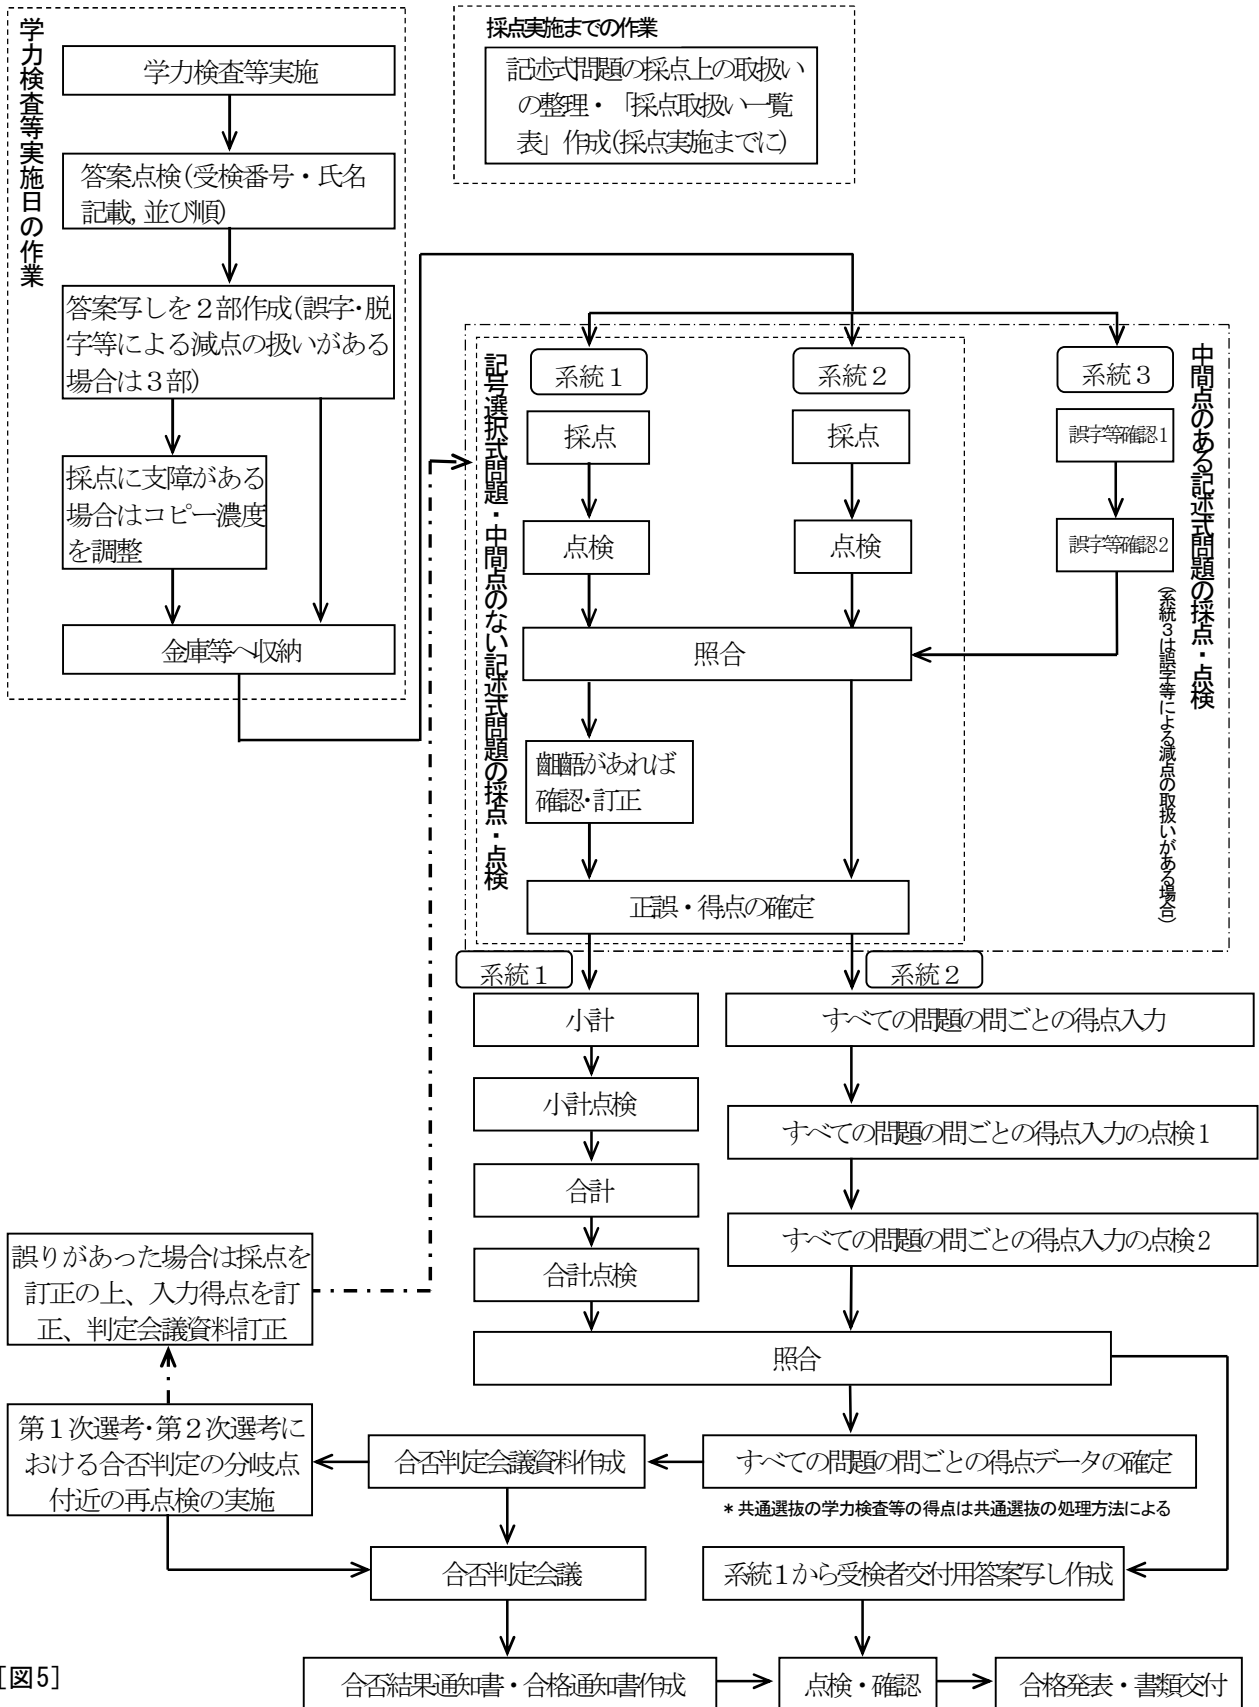 学力検査等実施日の作業
学力検査等実施
答案点検(受検番号・氏名
記載, 並び順)
答案写しを２部作成(誤字・脱
字等による減点の扱いがある
場合は３部)
採点に支障がある
場合はコピー濃度
を調整
金庫等へ収納
採点実施までの作業
記述式問題の採点上の取扱い
の整理・「採点取扱い一覧
表」作成(採点実施までに)
記号選択式問題・中間点のない記述式問題の採点・点検
系統１
系統２
系統３
中間点のある記述式問題の採点・点検
(系統３は誤字等による減点の取扱いがある場合)
採点
採点
誤字等確認1
点検
点検
誤字等確認2
照合
齟齬があれば
確認・訂正
正誤・得点の確定
系統１
系統２
小計
すべての問題の問ごとの得点入力
小計点検
すべての問題の問ごとの得点入力の点検1
合計
合計点検
すべての問題の問ごとの得点入力の点検2
照合
誤りがあった場合は採点を
訂正の上、入力得点を訂
正、判定会議資料訂正
第１次選考・第２次選考に
おける合否判定の分岐点
付近の再点検の実施
合否判定会議資料作成
すべての問題の問ごとの得点データの確定
＊共通選抜の学力検査等の得点は共通選抜の処理方法による
合否判定会議
系統１から受検者交付用答案写し作成
合否結果通知書・合格通知書作成
点検・確認
合格発表・書類交付
[図5]